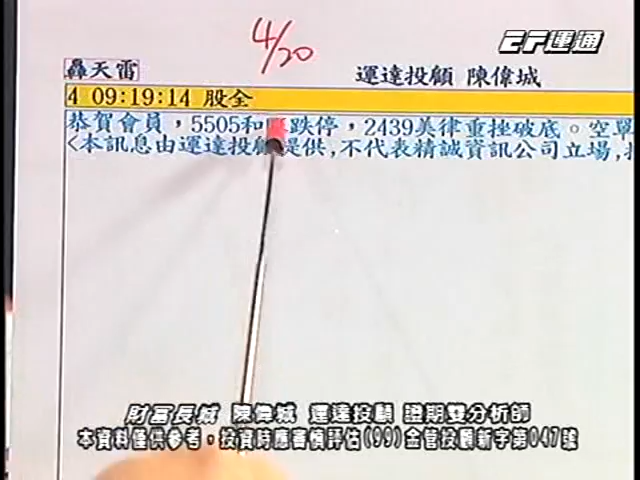 4/20
運通
轟天雷
運達投顧 陳偉城
4 09:19:14 股全
恭賀會員，5505和 跌停，2439美律重挫破底。空單
<本訊息由運達投顧提供,不代表精誠資訊公司立場,
財富長城 陳偉城 運達投顧 證期雙分析師
本資料僅供參考，投資時應審慎評估(99)金管投顧新字第047號